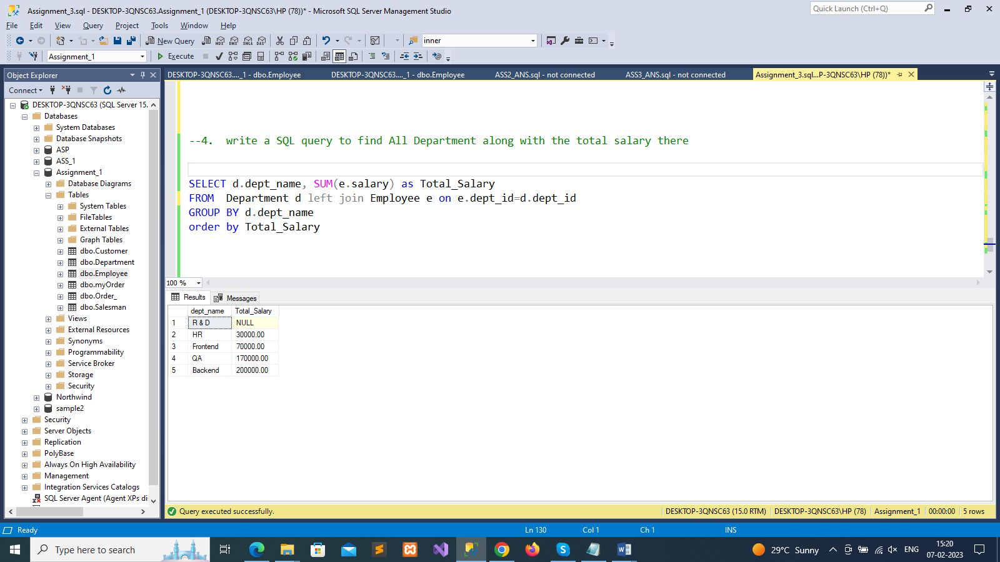 Assignment_3.sql - DESKTOP-3QNSC63.Assignment_1 (DESKTOP-3QNSC63\HP (78))* - Microsoft SQL Server Management Studio
Quick Launch (Ctrl+Q)
File Edit View Query Project Tools Window Help
New Query MDX DMX XMLA DAX inner
Assignment_1 Execute
Object Explorer
Connect
DESKTOP-3QNSC63 (SQL Server 15.
Databases
System Databases
Database Snapshots
ASP
ASS_1
Assignment_1
Database Diagrams
Tables
System Tables
FileTables
External Tables
Graph Tables
dbo.Customer
dbo.Department
dbo.Employee
dbo.myOrder
dbo.Order_
dbo.Salesman
Views
External Resources
Synonyms
Programmability
Service Broker
Storage
Security
Northwind
sample2
Security
Server Objects
Replication
PolyBase
Always On High Availability
Management
Integration Services Catalogs
SQL Server Agent (Agent XPs di
DESKTOP-3QNSC63...._1 - dbo.Employee DESKTOP-3QNSC63...._1 - dbo.Employee ASS2_ANS.sql - not connected ASS3_ANS.sql - not connected Assignment_3.sql...P-3QNSC63\HP (78))*
--4.  write a SQL query to find All Department along with the total salary there
SELECT d.dept_name, SUM(e.salary) as Total_Salary
FROM  Department d left join Employee e on e.dept_id=d.dept_id
GROUP BY d.dept_name
order by Total_Salary
100 %
Results Messages
dept_name Total_Salary
1 R & D NULL
2 HR 30000.00
3 Frontend 70000.00
4 QA 170000.00
5 Backend 200000.00
Query executed successfully. DESKTOP-3QNSC63 (15.0 RTM) DESKTOP-3QNSC63\HP (78) Assignment_1 00:00:00 5 rows
Ready Ln 130 Col 1 Ch 1 INS
Type here to search 29°C Sunny ENG 15:20
07-02-2023